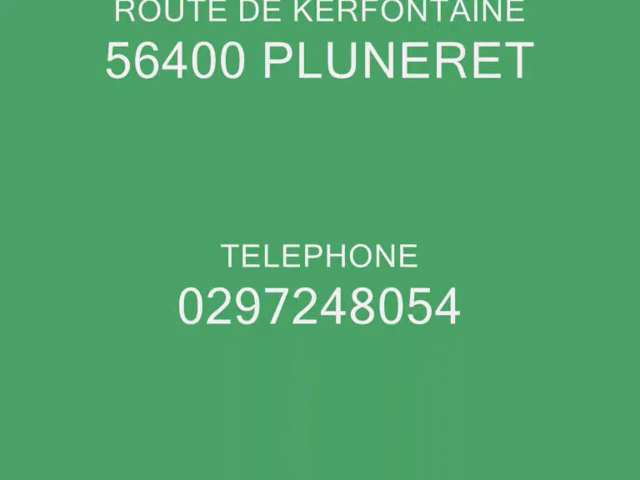 ROUTE DE KERFONTAINE
56400 PLUNERET
TELEPHONE
0297248054